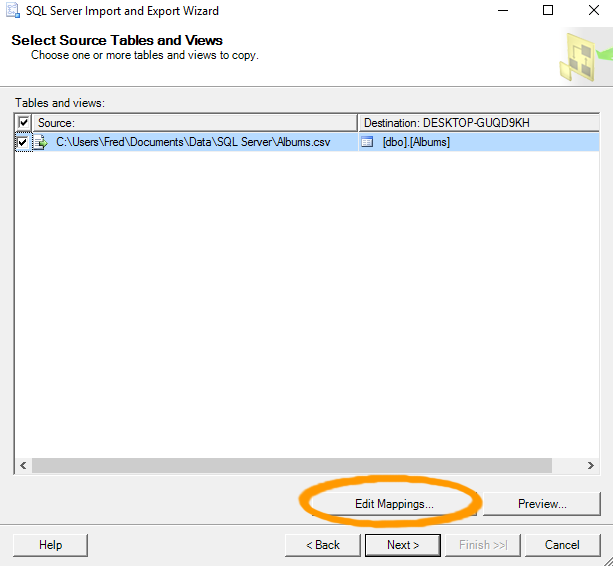 SQL Server Import and Export Wizard
Select Source Tables and Views
Choose one or more tables and views to copy.
Tables and views:
Source: Destination: DESKTOP-GUQD9KH
C:\Users\Fred\Documents\Data\SQL Server\Albums.csv [dbo].[Albums]
Edit Mappings... Preview...
Help < Back Next > Finish >>| Cancel